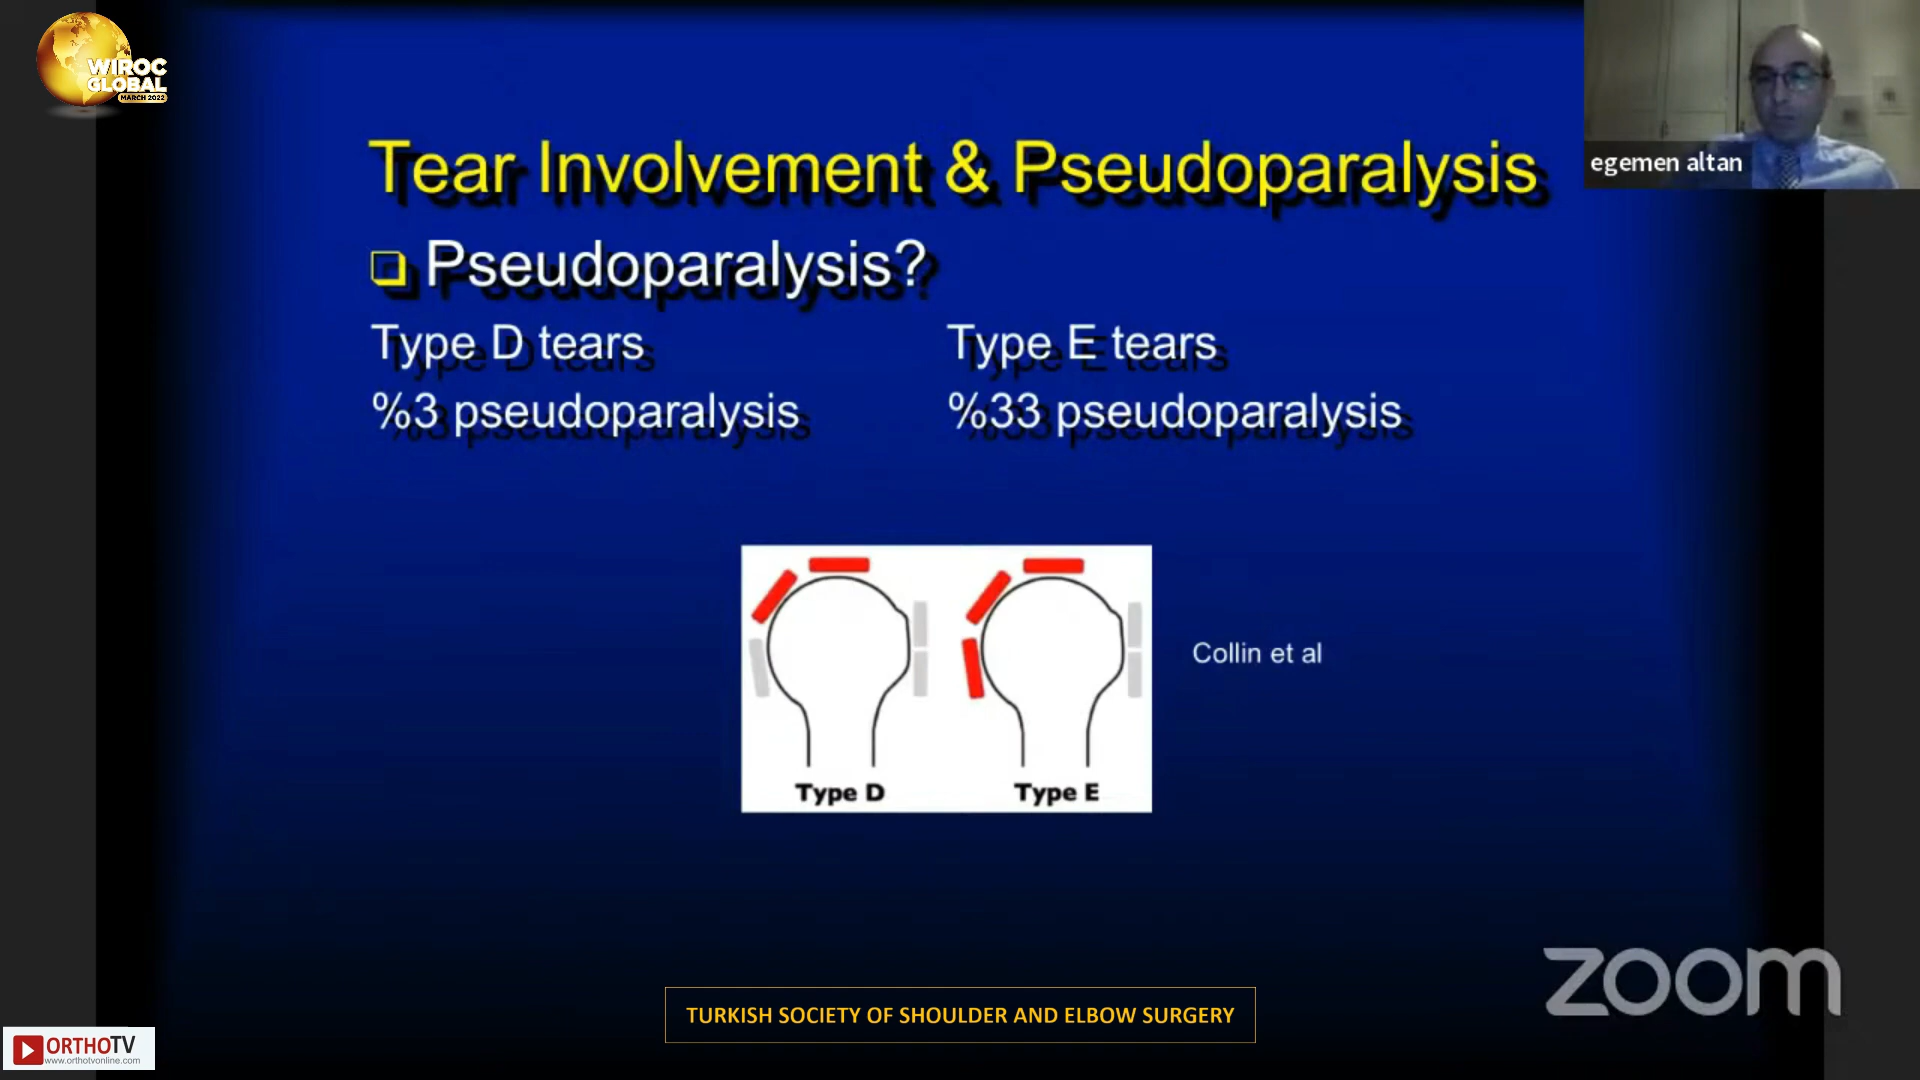 WIROC
GLOBAL
MARCH 2022
egemen altan
Tear Involvement & Pseudoparalysis
Pseudoparalysis?
Type D tears
Type E tears
%3 pseudoparalysis
%33 pseudoparalysis
Collin et al
Type D
Type E
zoom
TURKISH SOCIETY OF SHOULDER AND ELBOW SURGERY
ORTHOTV
www.orthotvonline.com